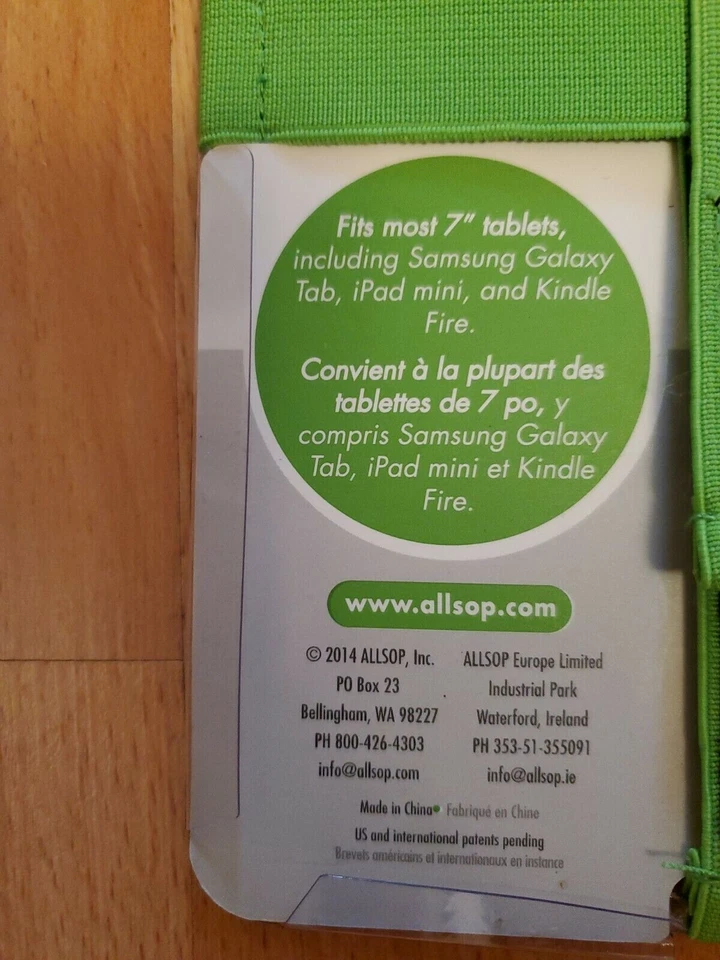 Fits most 7" tablets,
including Samsung Galaxy
Tab, iPad mini, and Kindle
Fire.
Convient à la plupart des
tablettes de 7 po, y
compris Samsung Galaxy
Tab, iPad mini et Kindle
Fire.
www.allsop.com
© 2014 ALLSOP, Inc.
PO Box 23
Bellingham, WA 98227
PH 800-426-4303
info@allsop.com
ALLSOP Europe Limited
Industrial Park
Waterford, Ireland
PH 353-51-355091
info@allsop.ie
Made in China • Fabriqué en Chine
US and international patents pending
Brevets américains et internationaux en instance